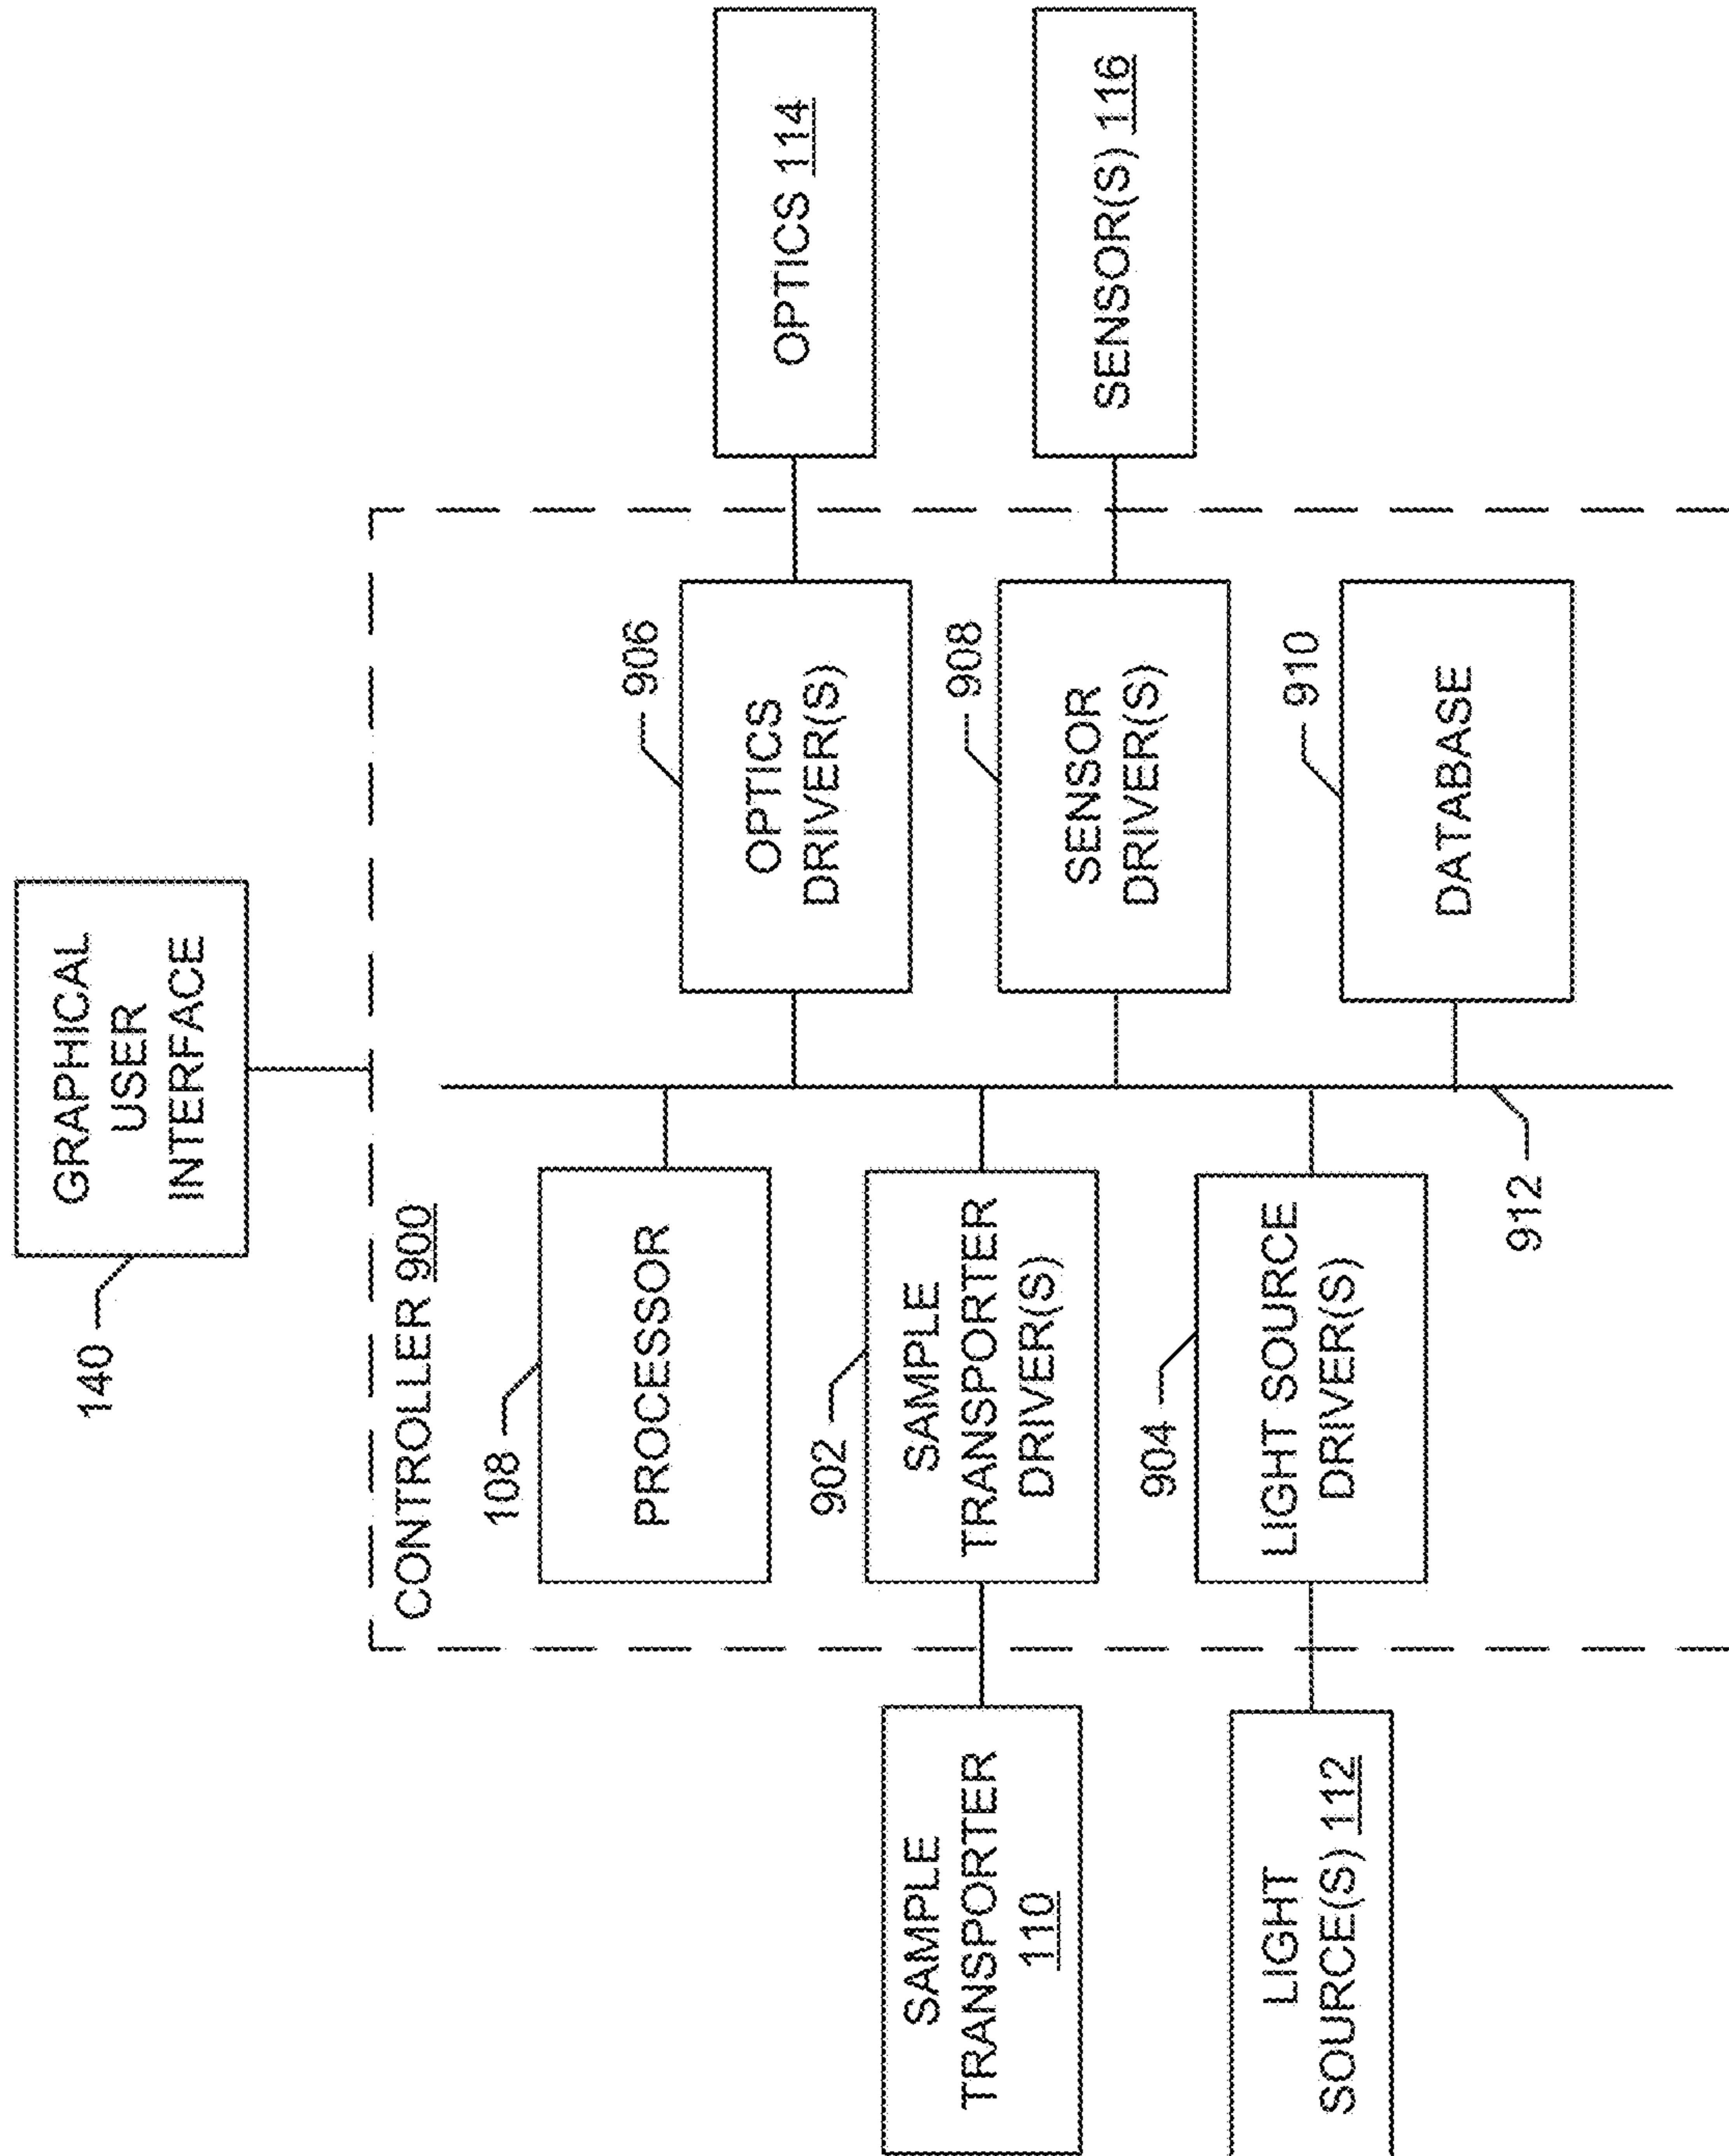 140
GRAPHICAL
USER
INTERFACE
CONTROLLER 900
108
PROCESSOR
902
SAMPLE
TRANSPORTER
DRIVER(S)
904
LIGHT SOURCE
DRIVER(S)
906
OPTICS
DRIVER(S)
908
SENSOR
DRIVER(S)
910
DATABASE
912
SAMPLE
TRANSPORTER
110
LIGHT
SOURCE(S) 112
OPTICS 114
SENSOR(S) 116